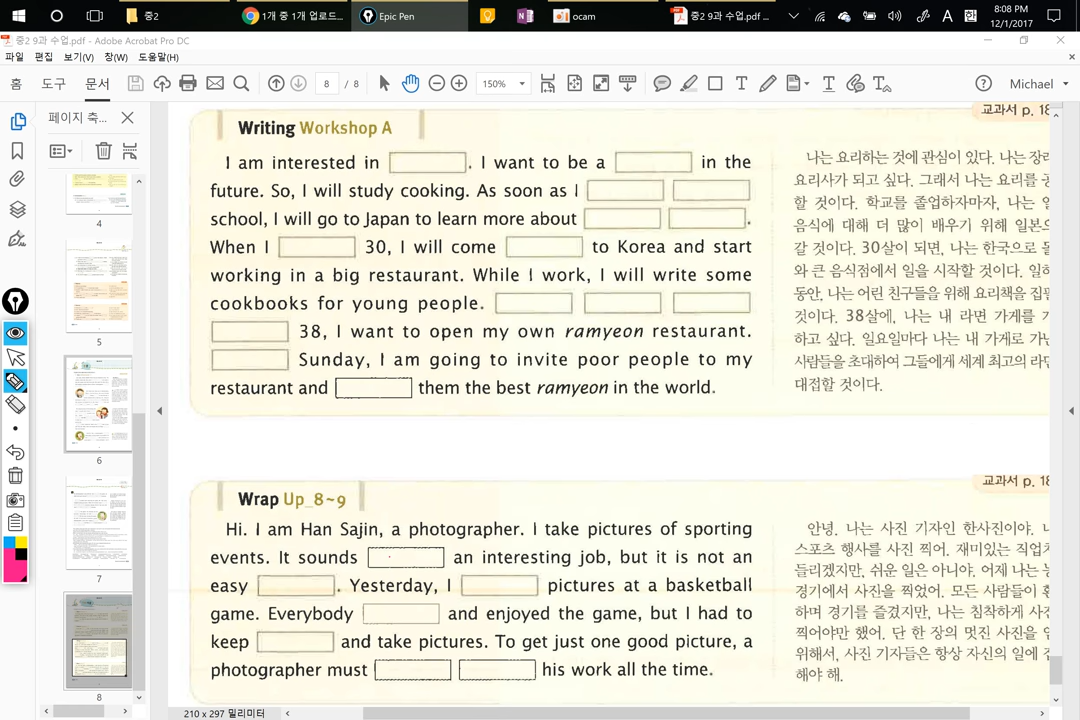 중2
1개 중 1개 업로드...
Epic Pen
ocam
중2 9과 수업.pdf ...
A 한
8:08 PM
12/1/2017
중2 9과 수업.pdf - Adobe Acrobat Pro DC
파일 편집 보기(V) 창(W) 도움말(H)
홈 도구 문서 8 / 8 150% Michael
페이지 축...
4
5
6
7
8
교과서 p. 18
Writing Workshop A
I am interested in . I want to be a in the
future. So, I will study cooking. As soon as I
school, I will go to Japan to learn more about .
When I 30, I will come to Korea and start
working in a big restaurant. While I work, I will write some
cookbooks for young people.
38, I want to open my own ramyeon restaurant.
Sunday, I am going to invite poor people to my
restaurant and them the best ramyeon in the world.
나는 요리하는 것에 관심이 있다. 나는 장래
요리사가 되고 싶다. 그래서 나는 요리를
할 것이다. 학교를 졸업하자마자, 나는
음식에 대해 더 많이 배우기 위해 일본으
갈 것이다. 30살이 되면, 나는 한국으로
와 큰 음식점에서 일을 시작할 것이다.
동안, 나는 어린 친구들을 위해 요리책을
것이다. 38살에, 나는 내 라면 가게를
하고 싶다. 일요일마다 나는 내 가게로
사람들을 초대하여 그들에게 세계 최고의
대접할 것이다.
교과서 p. 18
Wrap Up_8~9
Hi. I am Han Sajin, a photographer. I take pictures of sporting
events. It sounds an interesting job, but it is not an
easy . Yesterday, I pictures at a basketball
game. Everybody and enjoyed the game, but I had to
keep and take pictures. To get just one good picture, a
photographer must his work all the time.
안녕. 나는 사진 기자인 한사진이야.
스포츠 행사를 사진 찍어. 재미있는
들리겠지만, 쉬운 일은 아니야. 어제 나는
경기에서 사진을 찍었어. 모든 사람들이
하며 경기를 즐겼지만, 나는 침착하게
찍어야만 했어. 단 한 장의 멋진 사진을
위해서, 사진 기자들은 항상 자신의 일에
해야 해.
210 x 297 밀리미터